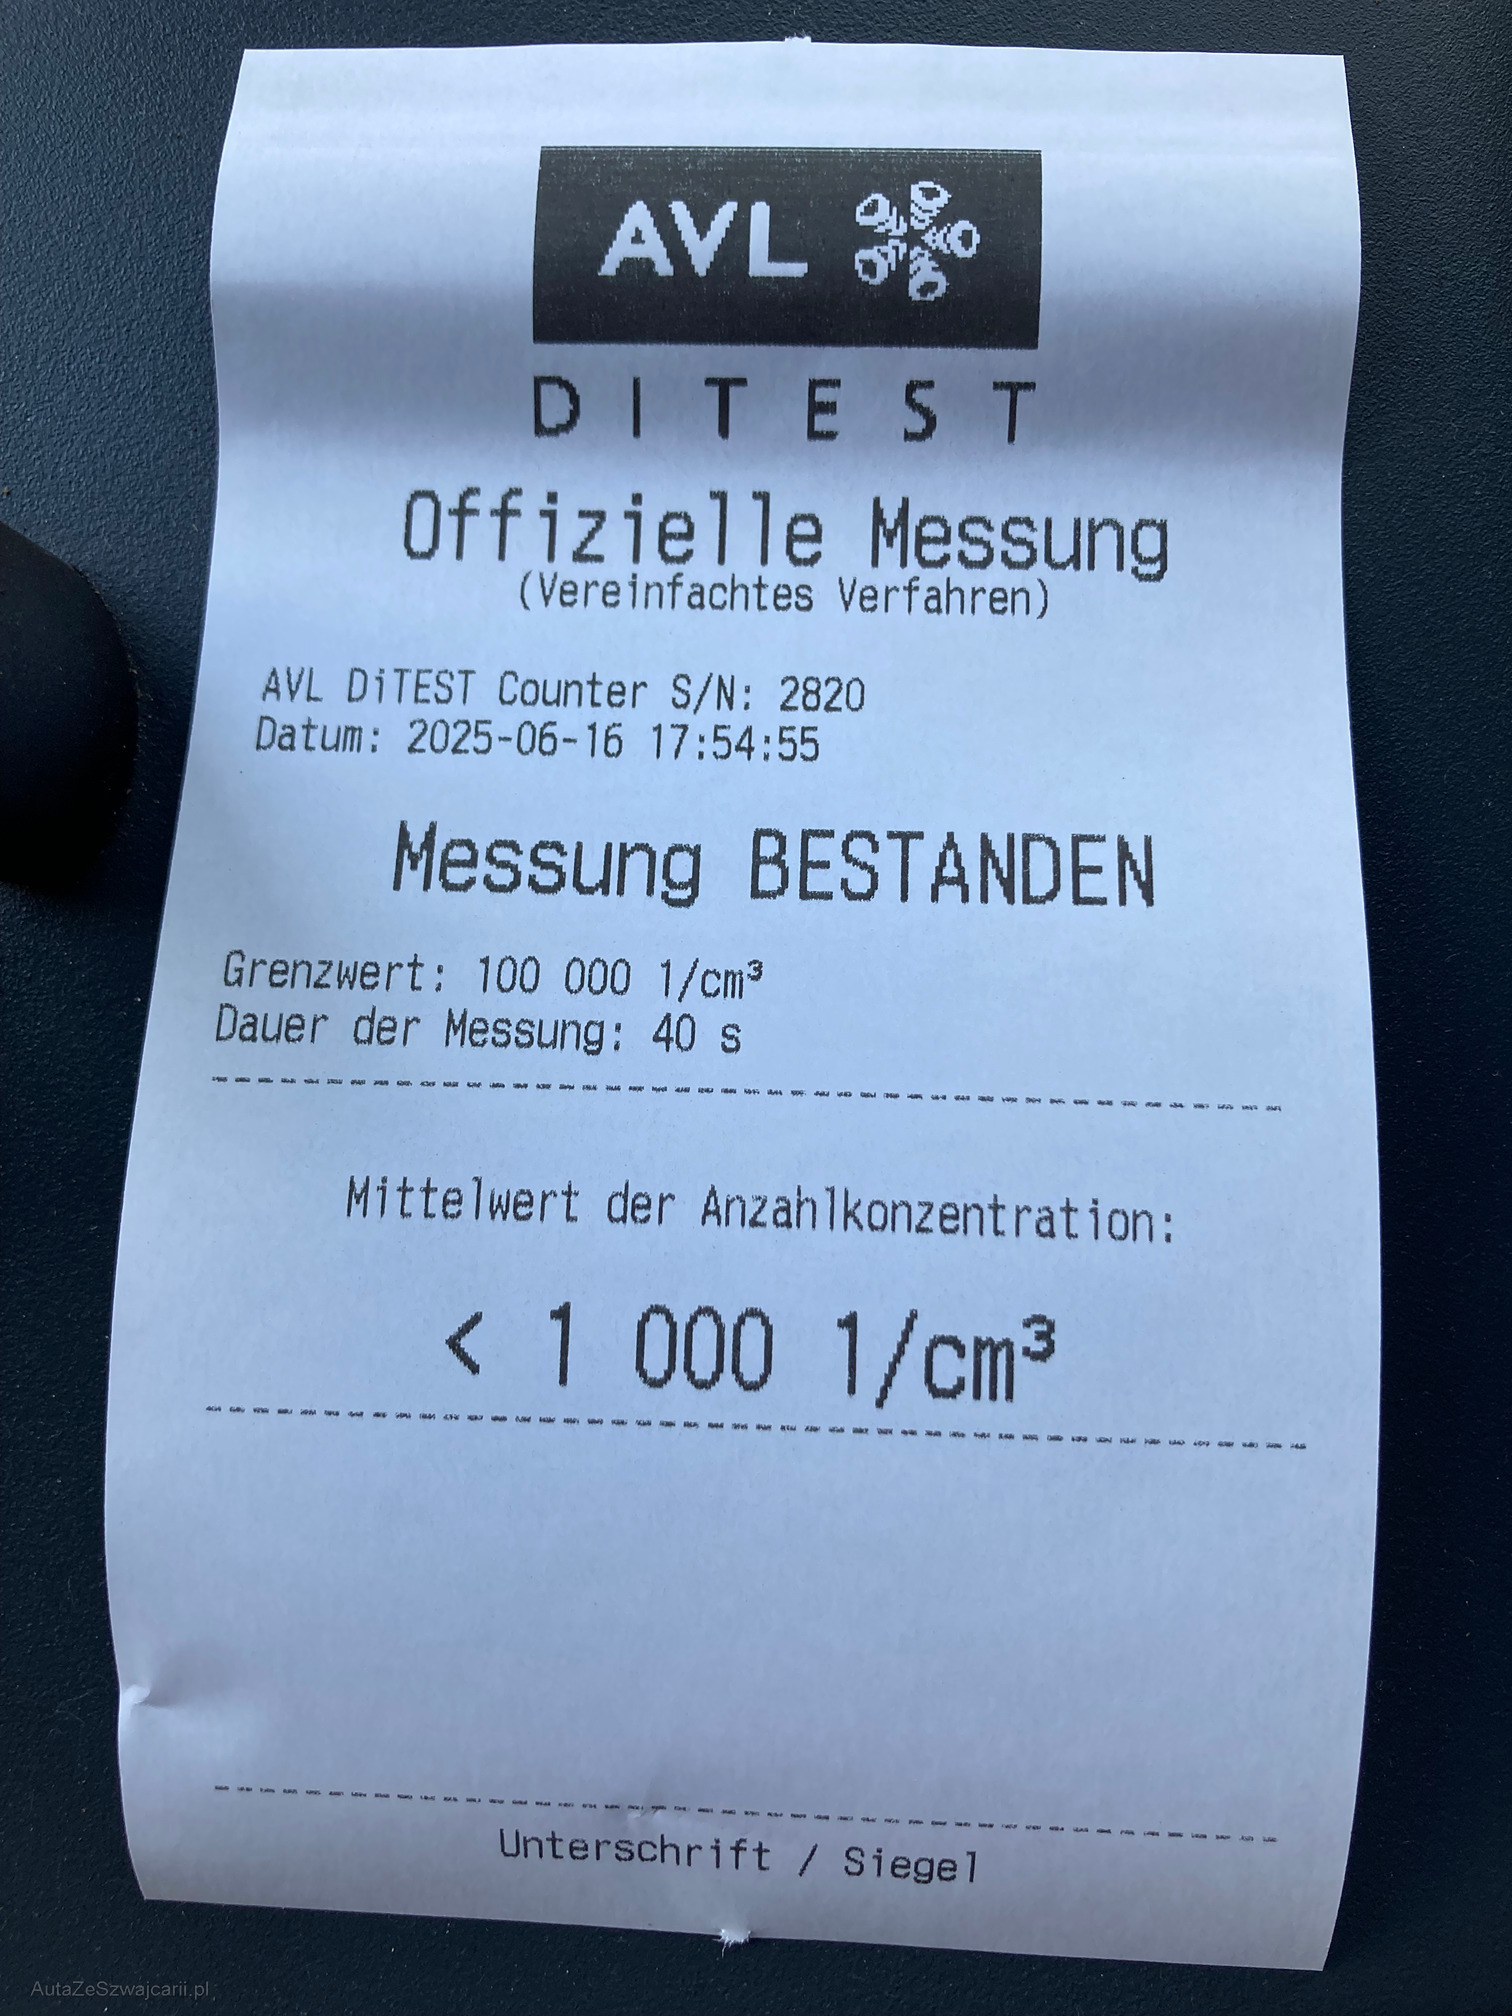 AVL
DITEST
Offizielle Messung
(Vereinfachtes Verfahren)
AVL DiTEST Counter S/N: 2820
Datum: 2025-06-16 17:54:55
Messung BESTANDEN
Grenzwert: 100 000 1/cm³
Dauer der Messung: 40 s
Mittelwert der Anzahlkonzentration:
< 1 000 1/cm³
Unterschrift / Siegel
AutaZeSzwajcarii.pl